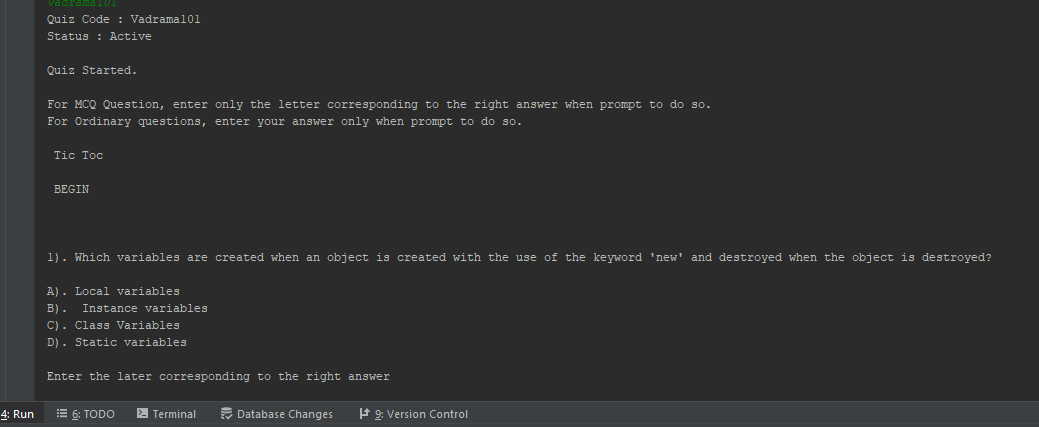 Vadrama101
Quiz Code : Vadrama101
Status : Active
Quiz Started.
For MCQ Question, enter only the letter corresponding to the right answer when prompt to do so.
For Ordinary questions, enter your answer only when prompt to do so.
Tic Toc
BEGIN
1). Which variables are created when an object is created with the use of the keyword 'new' and destroyed when the object is destroyed?
A). Local variables
B).  Instance variables
C). Class Variables
D). Static variables
Enter the later corresponding to the right answer
4: Run 6: TODO Terminal Database Changes 9: Version Control